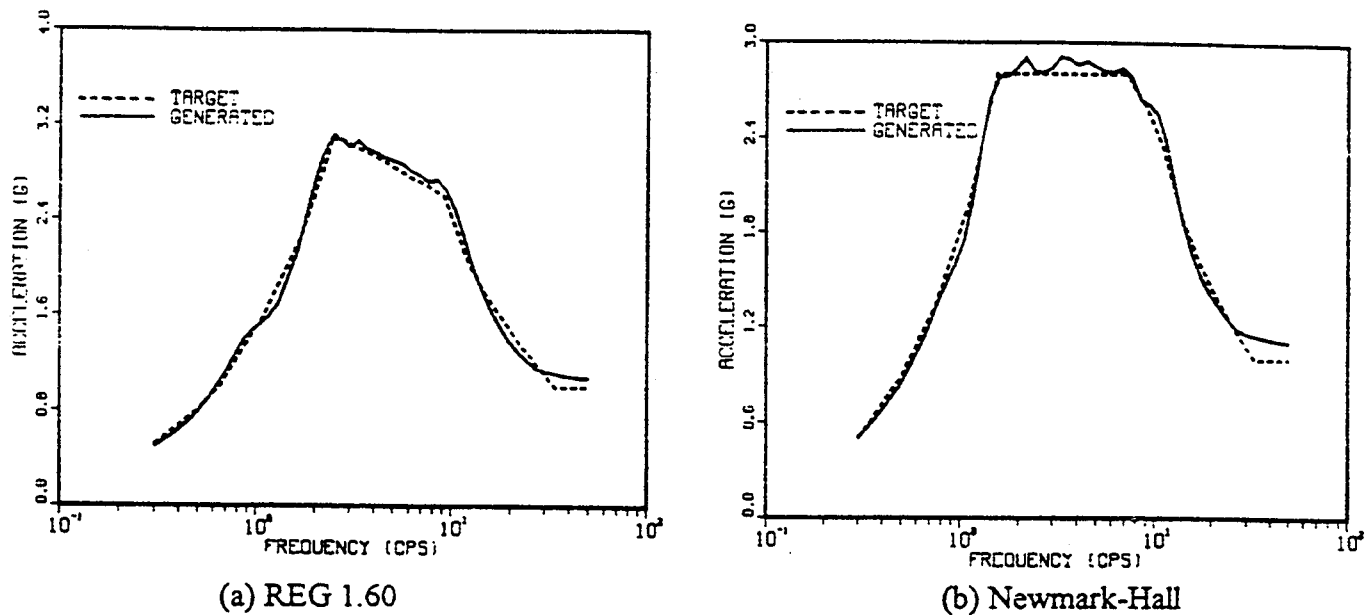 4.0
3.2
2.4
1.6
0.8
0.0
ACCELERATION (G)
TARGET
GENERATED
10⁻¹
10⁰
10¹
10²
FREQUENCY (CPS)
(a) REG 1.60
3.0
2.4
1.8
1.2
0.6
0.0
ACCELERATION (G)
TARGET
GENERATED
10⁻¹
10⁰
10¹
10²
FREQUENCY (CPS)
(b) Newmark-Hall